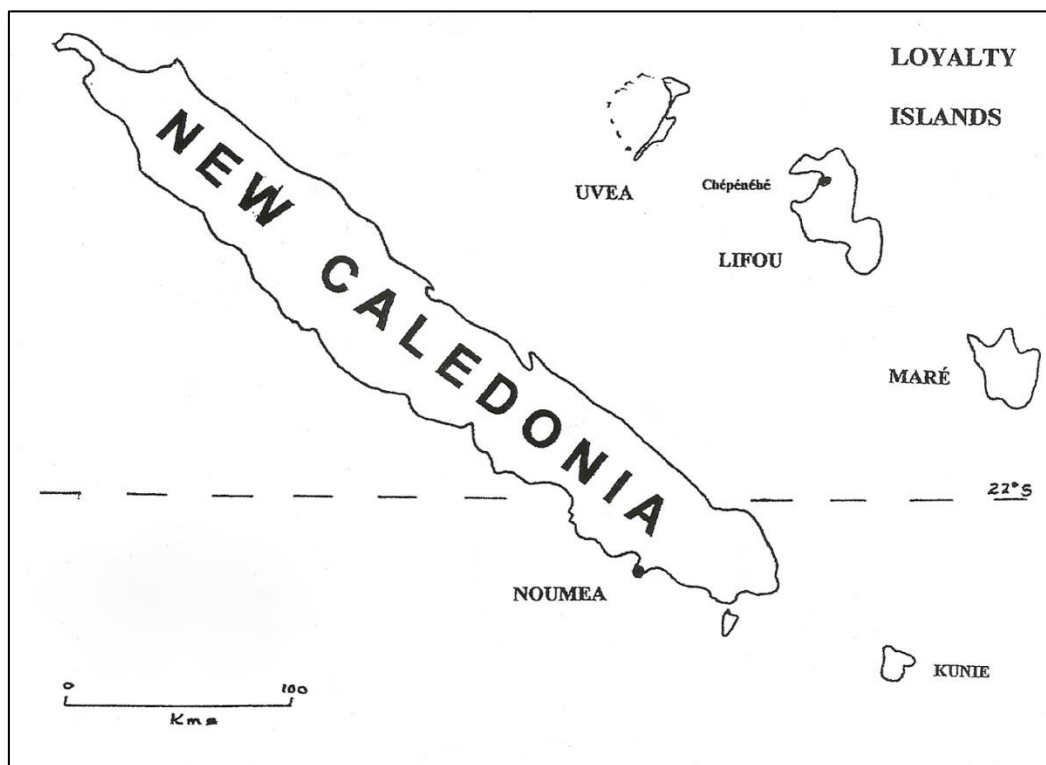 LOYALTY
ISLANDS
NEW CALEDONIA
UVEA
Chépénéhé
LIFOU
MARÉ
22°S
NOUMEA
KUNIE
0 100
Kms